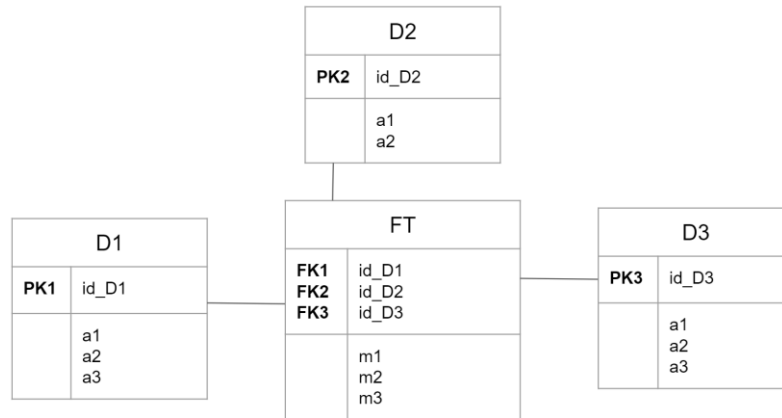 D2
PK2 id_D2
a1
a2
D1
PK1 id_D1
a1
a2
a3
FT
FK1 id_D1
FK2 id_D2
FK3 id_D3
m1
m2
m3
D3
PK3 id_D3
a1
a2
a3